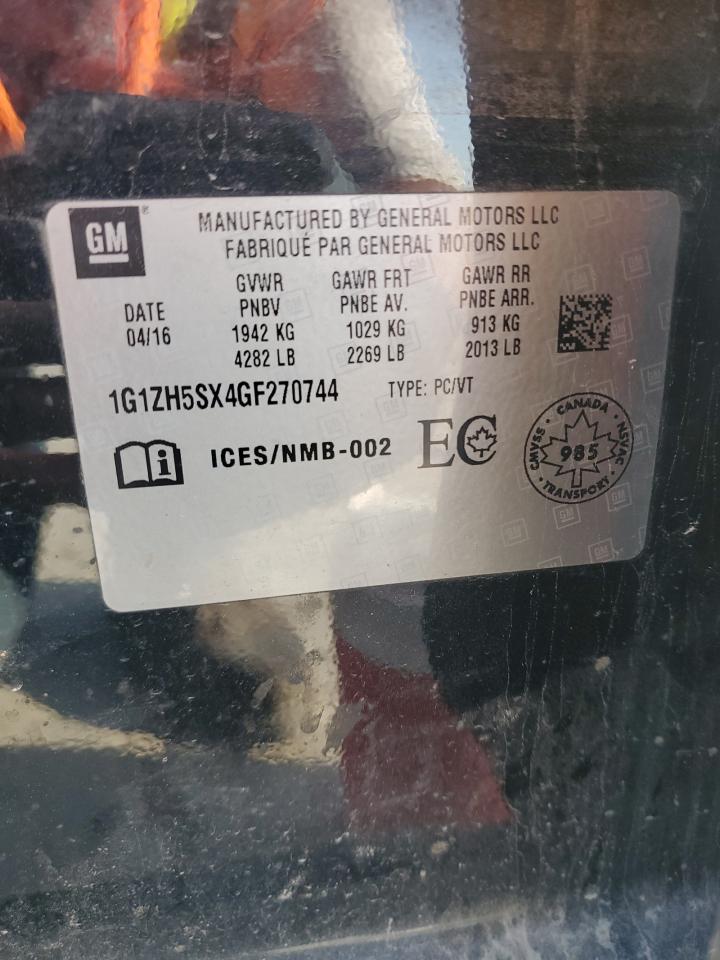 GM
MANUFACTURED BY GENERAL MOTORS LLC
FABRIQUÉ PAR GENERAL MOTORS LLC
DATE
04/16
GVWR
PNBV
1942 KG
4282 LB
GAWR FRT
PNBE AV.
1029 KG
2269 LB
GAWR RR
PNBE ARR.
913 KG
2013 LB
1G1ZH5SX4GF270744 TYPE: PC/VT
i ICES/NMB-002 EC
CANADA
CMVSS 985 NSVAC
TRANSPORT